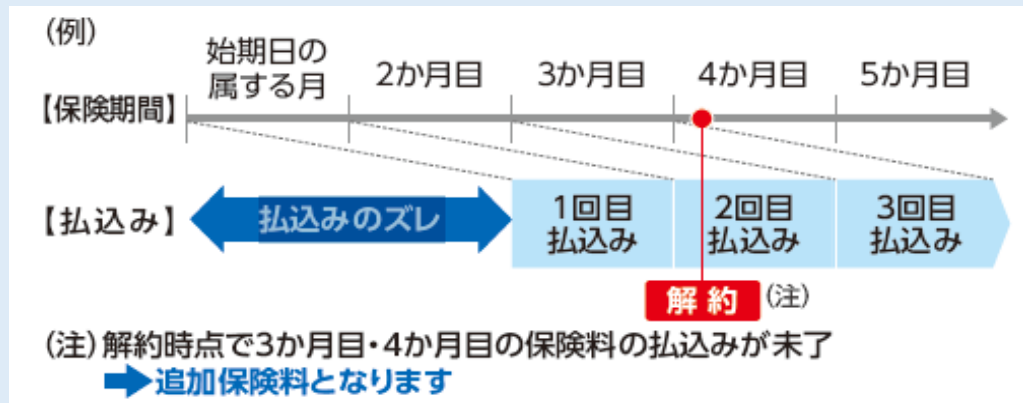 (例)
始期日の
属する月
2か月目
3か月目
4か月目
5か月目
【保険期間】
【払込み】
払込みのズレ
1回目
払込み
2回目
払込み
3回目
払込み
解約
(注)
(注)解約時点で3か月目・4か月目の保険料の払込みが未了
追加保険料となります